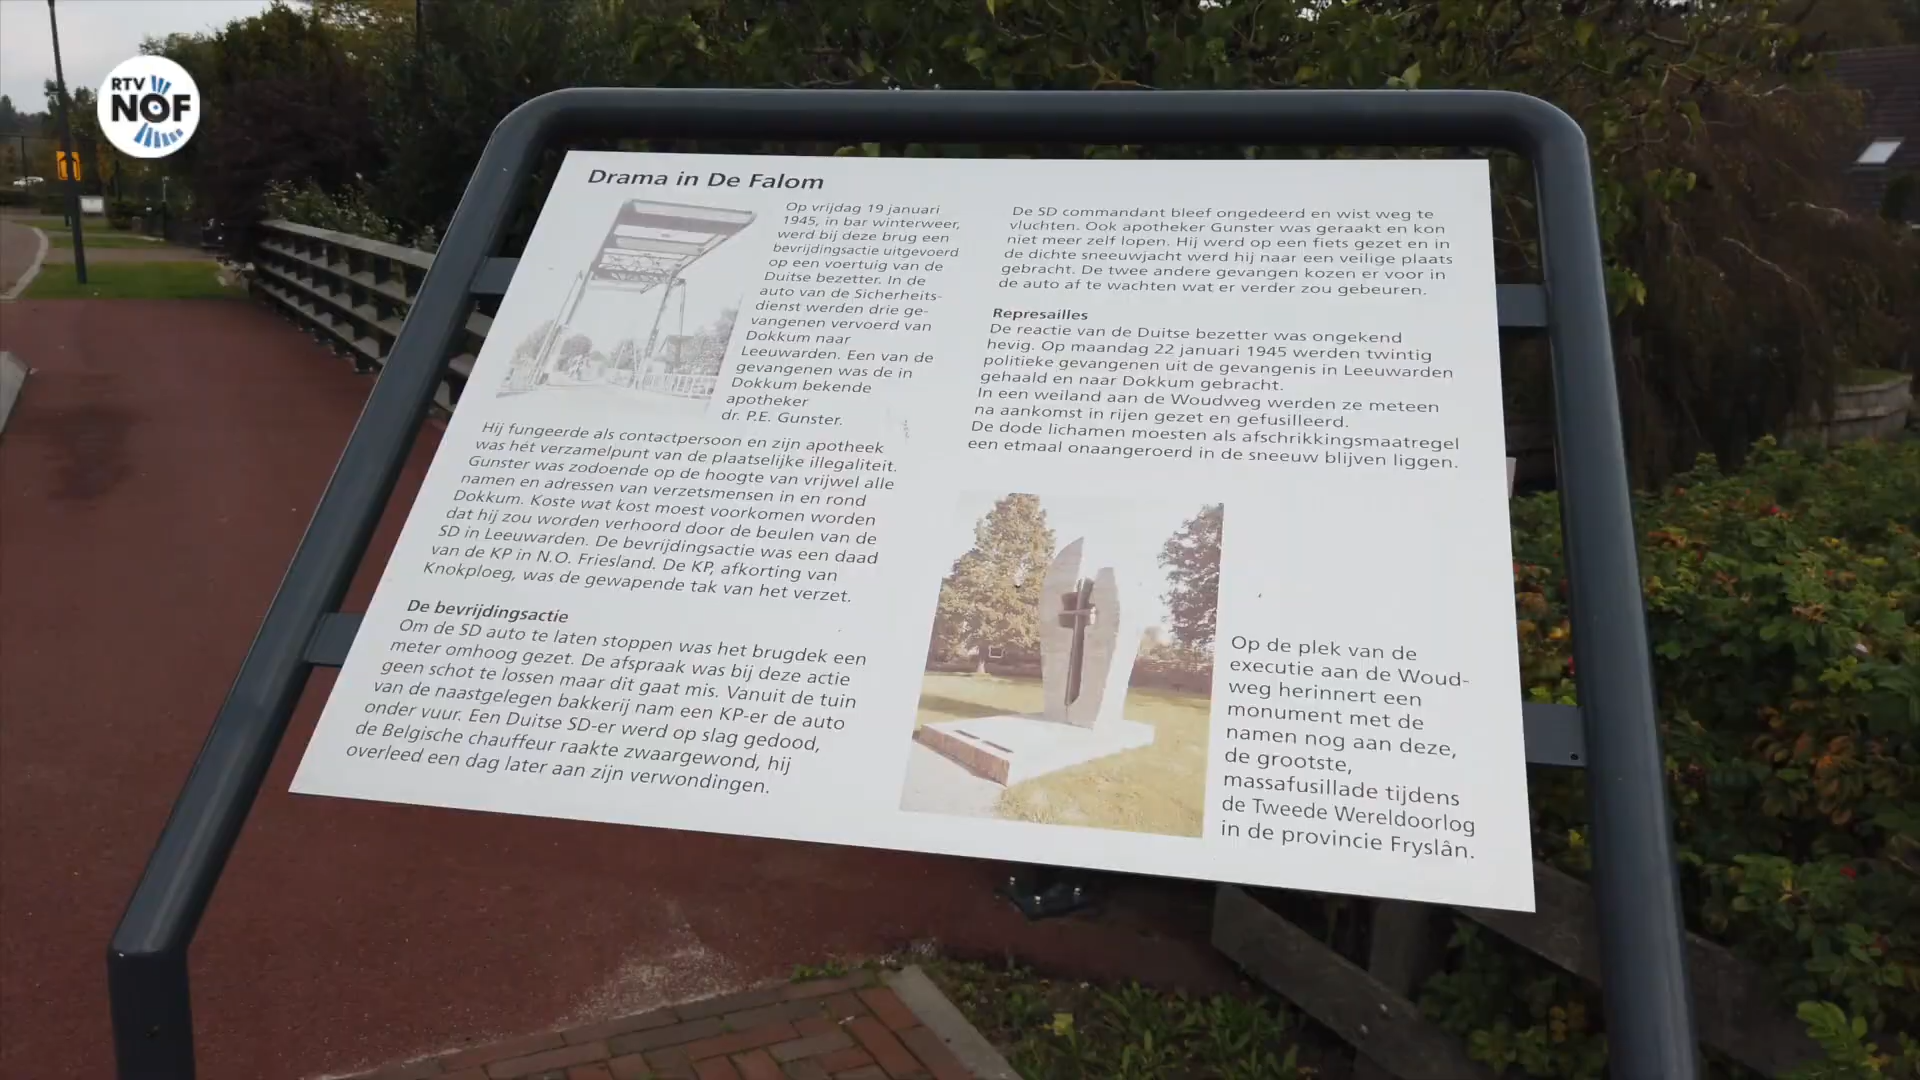 RTV
NOF
Drama in De Falom
Op vrijdag 19 januari
1945, in bar winterweer,
werd bij deze brug een
bevrijdingsactie uitgevoerd
op een voertuig van de
Duitse bezetter. In de
auto van de Sicherheits-
dienst werden drie ge-
vangenen vervoerd van
Dokkum naar
Leeuwarden. Een van de
gevangenen was de in
Dokkum bekende
apotheker
dr. P.E. Gunster.
Hij fungeerde als contactpersoon en zijn apotheek
was hét verzamelpunt van de plaatselijke illegaliteit.
Gunster was zodoende op de hoogte van vrijwel alle
namen en adressen van verzetsmensen in en rond
Dokkum. Koste wat kost moest voorkomen worden
dat hij zou worden verhoord door de beulen van de
SD in Leeuwarden. De bevrijdingsactie was een daad
van de KP in N.O. Friesland. De KP, afkorting van
Knokploeg, was de gewapende tak van het verzet.
De bevrijdingsactie
Om de SD auto te laten stoppen was het brugdek een
meter omhoog gezet. De afspraak was bij deze actie
geen schot te lossen maar dit gaat mis. Vanuit de tuin
van de naastgelegen bakkerij nam een KP-er de auto
onder vuur. Een Duitse SD-er werd op slag gedood,
de Belgische chauffeur raakte zwaargewond, hij
overleed een dag later aan zijn verwondingen.
De SD commandant bleef ongedeerd en wist weg te
vluchten. Ook apotheker Gunster was geraakt en kon
niet meer zelf lopen. Hij werd op een fiets gezet en in
de dichte sneeuwjacht werd hij naar een veilige plaats
gebracht. De twee andere gevangen kozen er voor in
de auto af te wachten wat er verder zou gebeuren.
Represailles
De reactie van de Duitse bezetter was ongekend
hevig. Op maandag 22 januari 1945 werden twintig
politieke gevangenen uit de gevangenis in Leeuwarden
gehaald en naar Dokkum gebracht.
In een weiland aan de Woudweg werden ze meteen
na aankomst in rijen gezet en gefusilleerd.
De dode lichamen moesten als afschrikkingsmaatregel
een etmaal onaangeroerd in de sneeuw blijven liggen.
Op de plek van de
executie aan de Woud-
weg herinnert een
monument met de
namen nog aan deze,
de grootste,
massafusillade tijdens
de Tweede Wereldoorlog
in de provincie Fryslân.